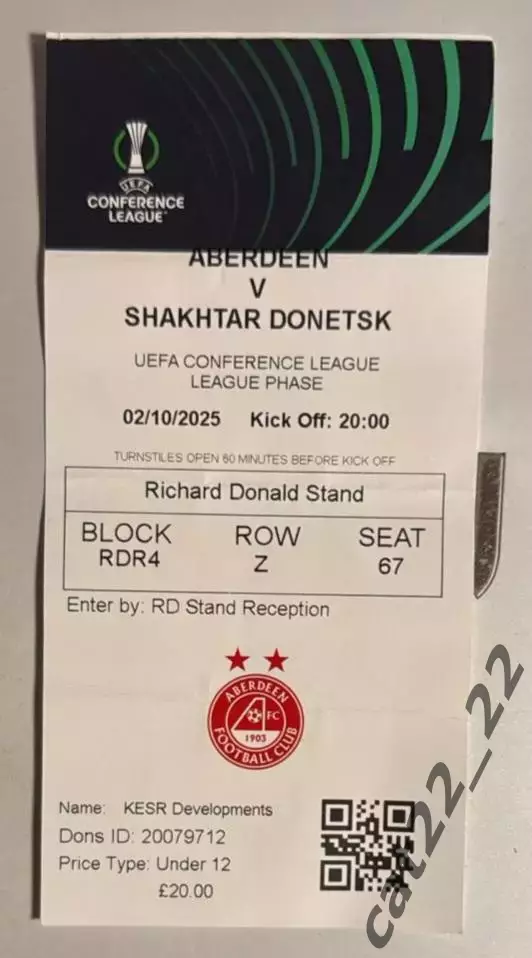 UEFA
CONFERENCE
LEAGUE
ABERDEEN
V
SHAKHTAR DONETSK
UEFA CONFERENCE LEAGUE
LEAGUE PHASE
02/10/2025 Kick Off: 20:00
TURNSTILES OPEN 60 MINUTES BEFORE KICK OFF
Richard Donald Stand
BLOCK ROW SEAT
RDR4 Z 67
Enter by: RD Stand Reception
ABERDEEN
FC
1903
FOOTBALL CLUB
Name: KESR Developments
Dons ID: 20079712
Price Type: Under 12
£20.00
cat22_22